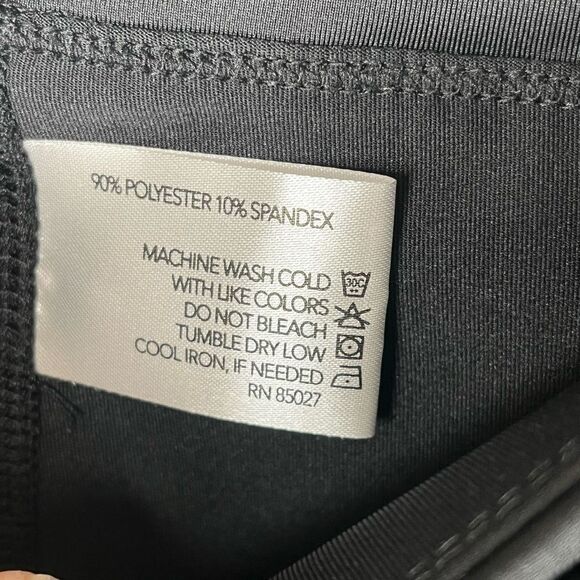 90% POLYESTER 10% SPANDEX
MACHINE WASH COLD 30C
WITH LIKE COLORS
DO NOT BLEACH
TUMBLE DRY LOW
COOL IRON, IF NEEDED
RN 85027